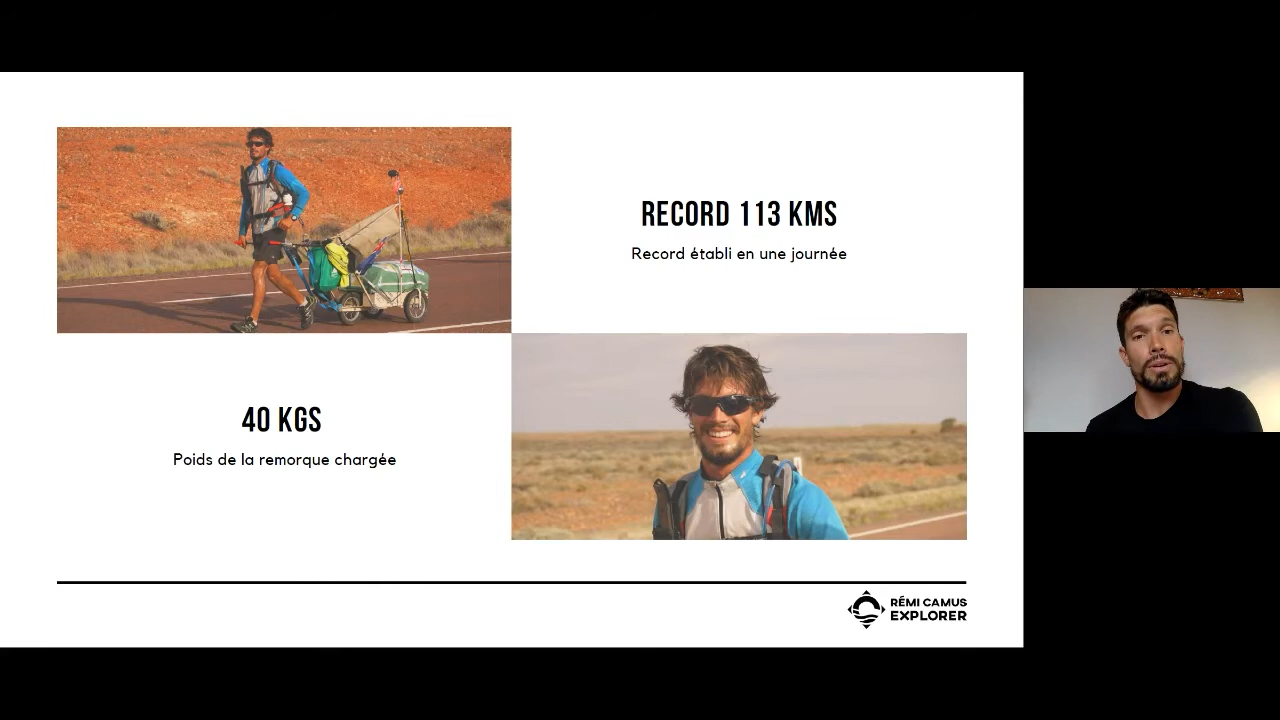 RECORD 113 KMS
Record établi en une journée
40 KGS
Poids de la remorque chargée
RÉMI CAMUS
EXPLORER